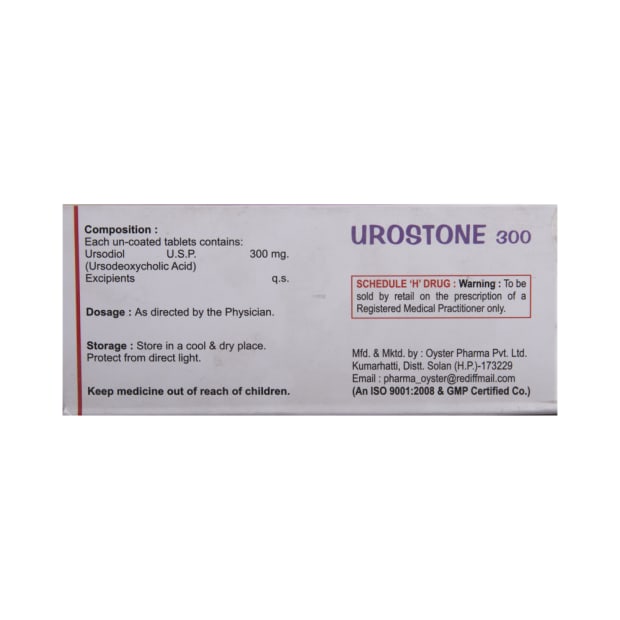 Composition :
Each un-coated tablets contains:
Ursodiol U.S.P. 300 mg.
(Ursodeoxycholic Acid)
Excipients q.s.
Dosage : As directed by the Physician.
Storage : Store in a cool & dry place.
Protect from direct light.
Keep medicine out of reach of children.
UROSTONE 300
SCHEDULE 'H' DRUG : Warning : To be
sold by retail on the prescription of a
Registered Medical Practitioner only.
Mfd. & Mktd. by : Oyster Pharma Pvt. Ltd.
Kumarhatti, Distt. Solan (H.P.)-173229
Email : pharma_oyster@rediffmail.com
(An ISO 9001:2008 & GMP Certified Co.)